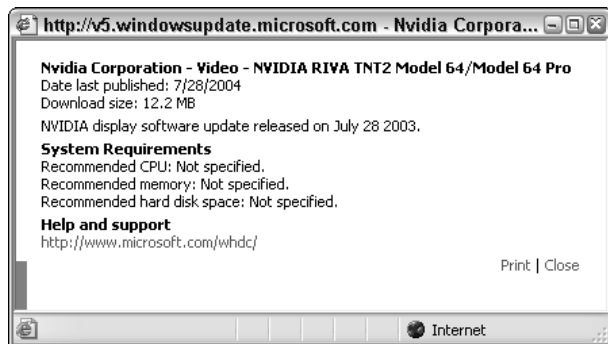 http://v5.windowsupdate.microsoft.com - Nvidia Corpora...
Nvidia Corporation - Video - NVIDIA RIVA TNT2 Model 64/Model 64 Pro
Date last published: 7/28/2004
Download size: 12.2 MB
NVIDIA display software update released on July 28 2003.
System Requirements
Recommended CPU: Not specified.
Recommended memory: Not specified.
Recommended hard disk space: Not specified.
Help and support
http://www.microsoft.com/whdc/
Print | Close
Internet